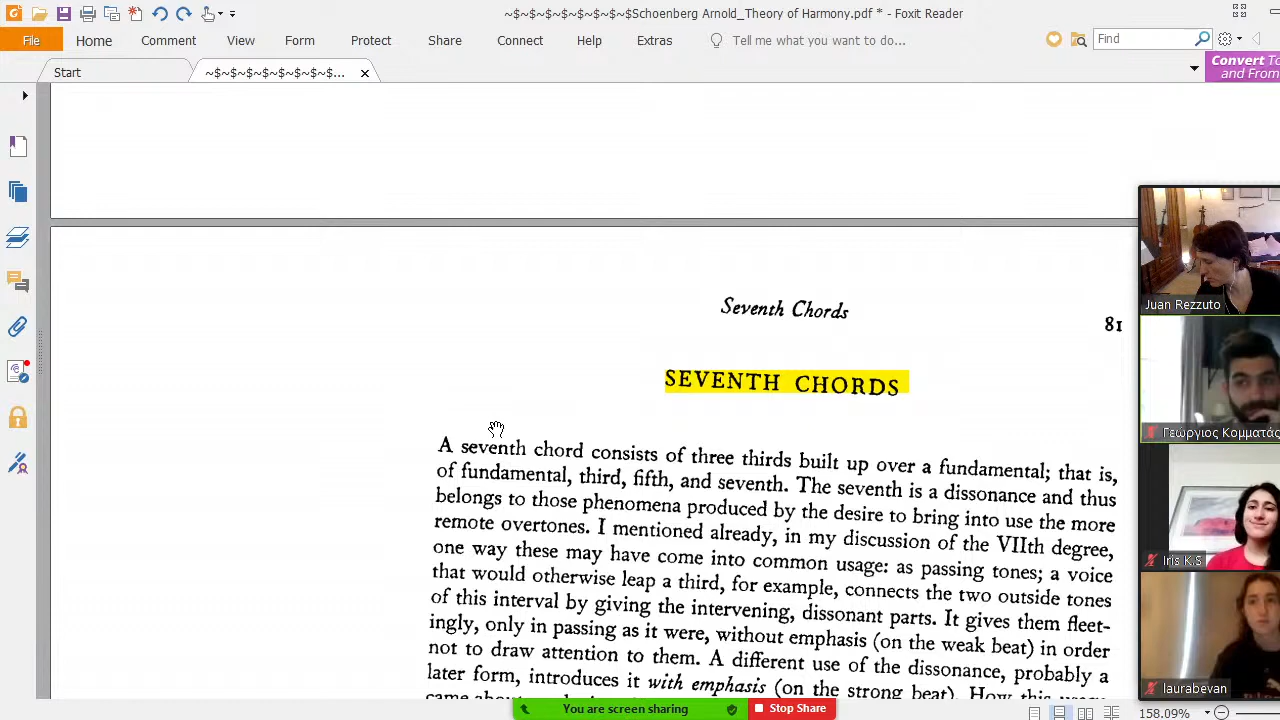 ~$~$~$~$~$~$~$~$Schoenberg Arnold_Theory of Harmony.pdf * - Foxit Reader
File Home Comment View Form Protect Share Connect Help Extras Tell me what you want to do... Find
Start ~$~$~$~$~$~$~$~$... Convert To
and From
Seventh Chords
81
SEVENTH CHORDS
A seventh chord consists of three thirds built up over a fundamental; that is,
of fundamental, third, fifth, and seventh. The seventh is a dissonance and thus
belongs to those phenomena produced by the desire to bring into use the more
remote overtones. I mentioned already, in my discussion of the VIIth degree,
one way these may have come into common usage: as passing tones; a voice
that would otherwise leap a third, for example, connects the two outside tones
of this interval by giving the intervening, dissonant parts. It gives them fleet-
ingly, only in passing as it were, without emphasis (on the weak beat) in order
not to draw attention to them. A different use of the dissonance, probably a
later form, introduces it with emphasis (on the strong beat). How this
Juan Rezzuto
Γεώργιος Κομματάς
Iris K.S
laurabevan
You are screen sharing Stop Share
158.09%